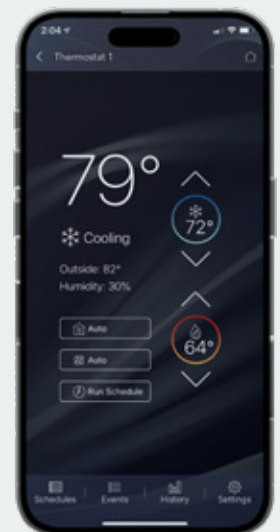 2:04
Thermostat 1
79°
Cooling
Outside: 82°
Humidity: 30%
72°
64°
Auto
Auto
Run Schedule
Schedules
Events
History
Settings